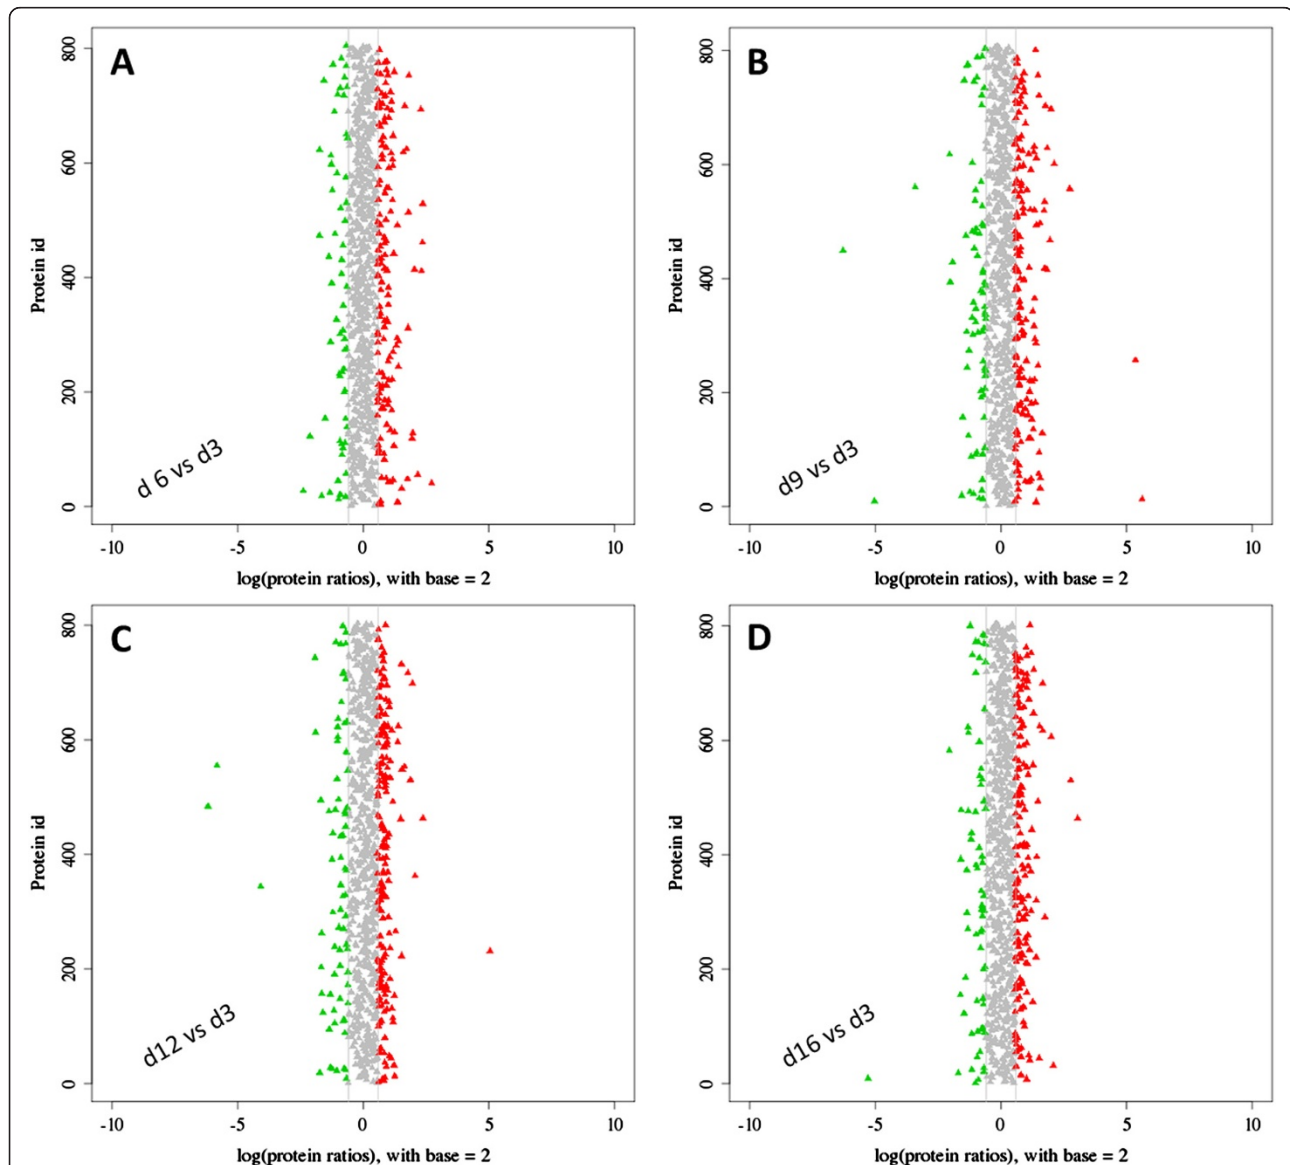 A
800
600
400
200
0
Protein id
d 6 vs d3
-10 -5 0 5 10
log(protein ratios), with base = 2
B
800
600
400
200
0
Protein id
d9 vs d3
-10 -5 0 5 10
log(protein ratios), with base = 2
C
800
600
400
200
0
Protein id
d12 vs d3
-10 -5 0 5 10
log(protein ratios), with base = 2
D
800
600
400
200
0
Protein id
d16 vs d3
-10 -5 0 5 10
log(protein ratios), with base = 2